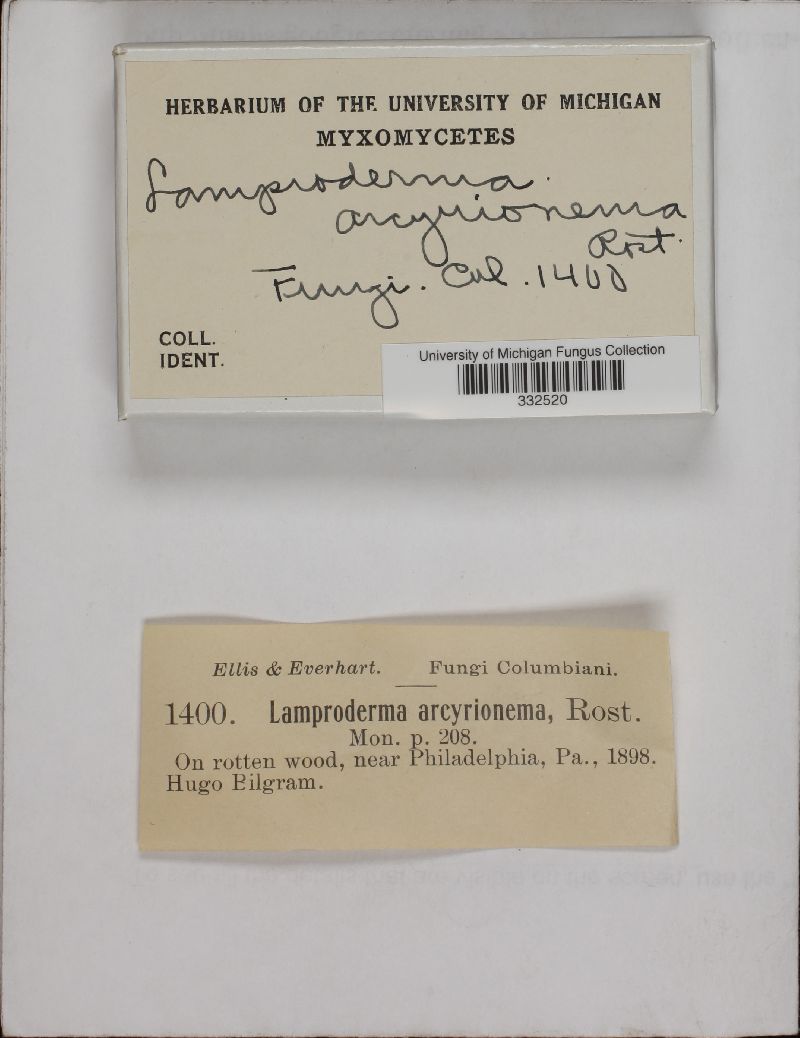 HERBARIUM OF THE UNIVERSITY OF MICHIGAN
MYXOMYCETES
Lamproderma
arcyrionema
Rost.
Fungi. Col. 1400
COLL.
IDENT.
University of Michigan Fungus Collection
332520
Ellis & Everhart. Fungi Columbiani.
1400. Lamproderma arcyrionema, Rost.
Mon. p. 208.
On rotten wood, near Philadelphia, Pa., 1898.
Hugo Bilgram.